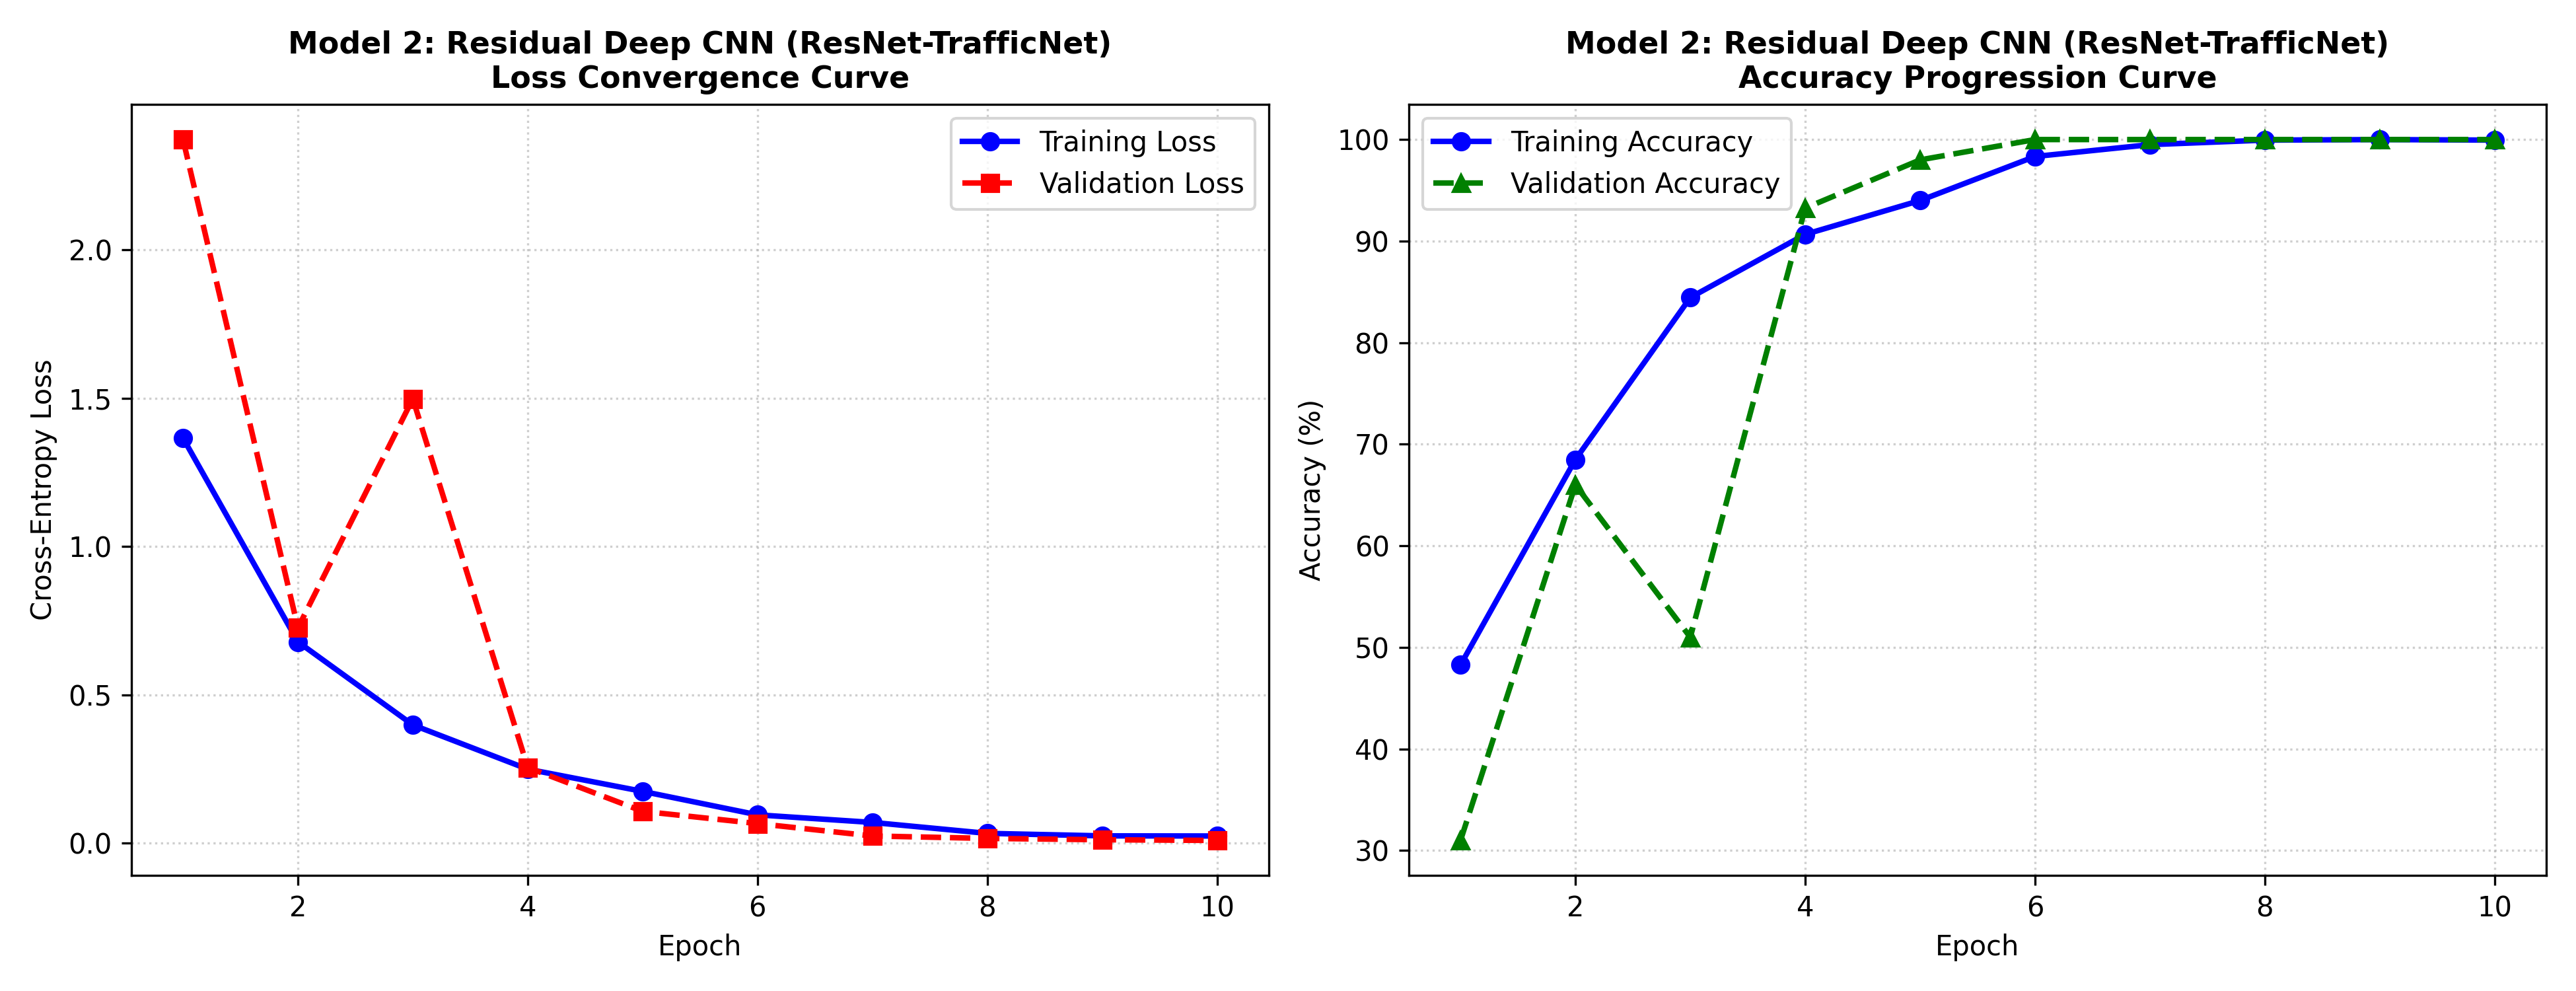 Model 2: Residual Deep CNN (ResNet-TrafficNet)
Loss Convergence Curve
Training Loss
Validation Loss
2.0
1.5
1.0
0.5
0.0
Cross-Entropy Loss
2 4 6 8 10
Epoch
Model 2: Residual Deep CNN (ResNet-TrafficNet)
Accuracy Progression Curve
Training Accuracy
Validation Accuracy
100
90
80
70
60
50
40
30
Accuracy (%)
2 4 6 8 10
Epoch